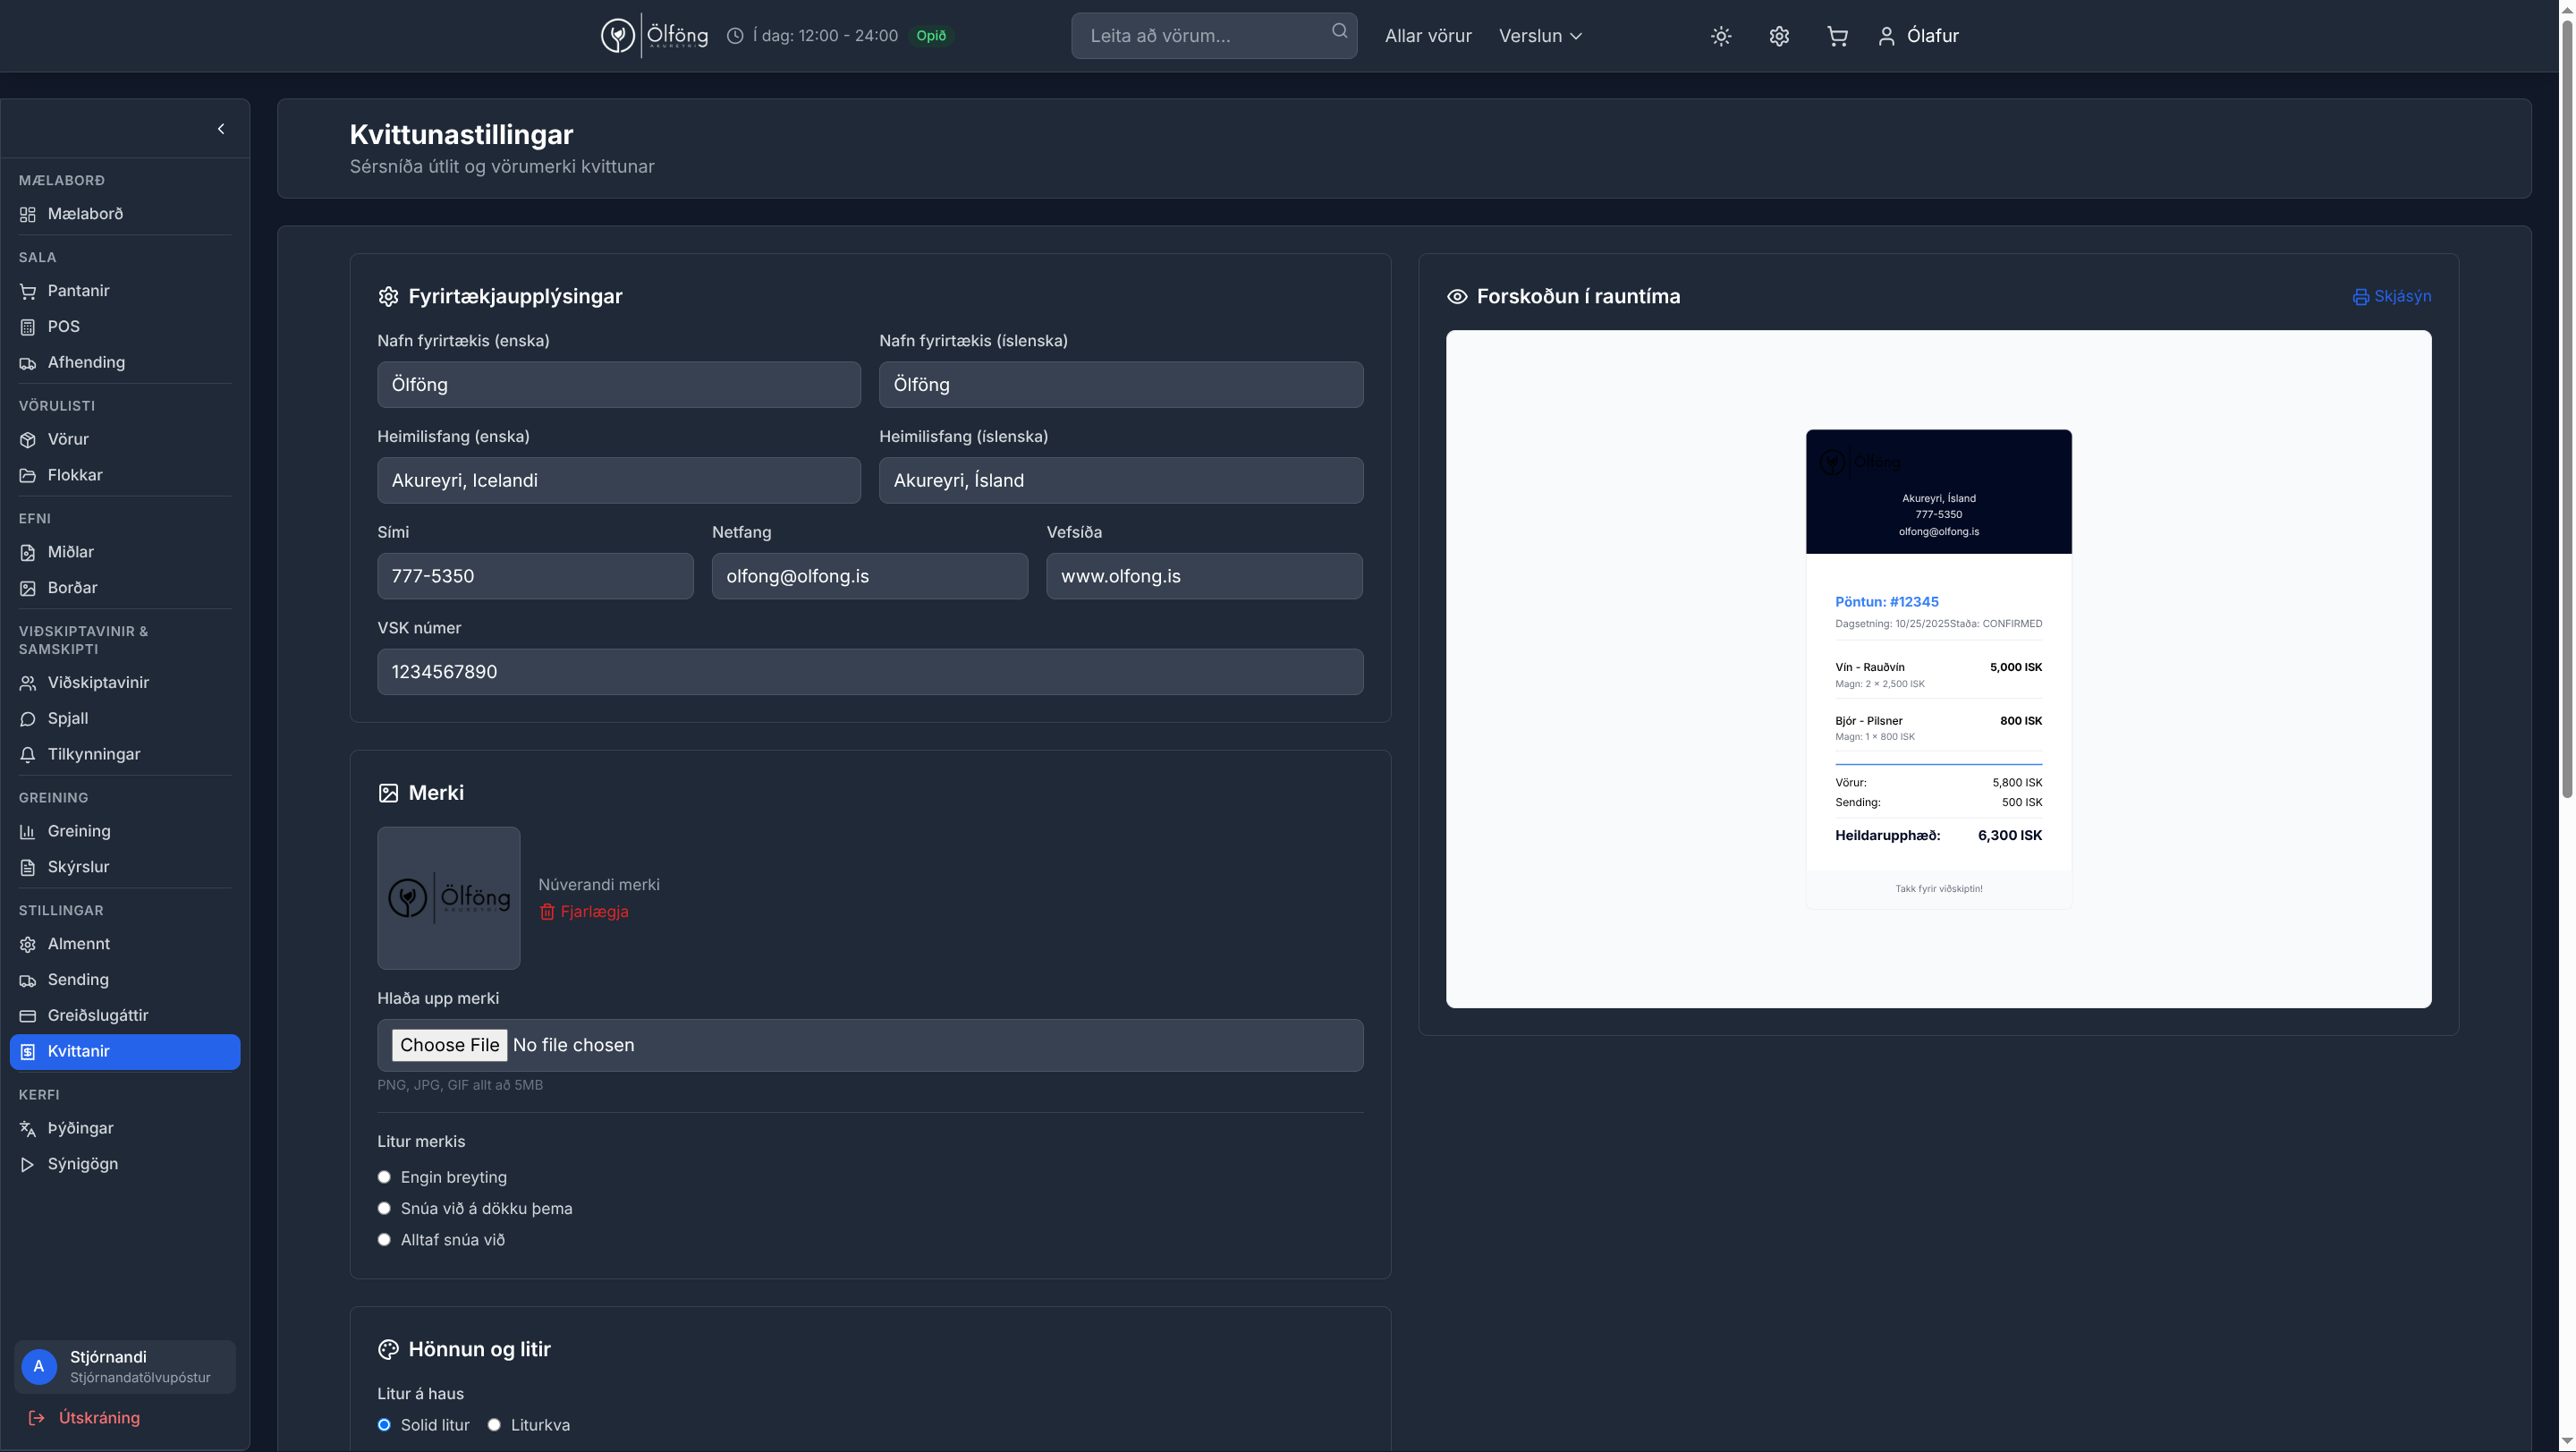 Ölföng
AKUREYRI
Í dag: 12:00 - 24:00
Opið
Leita að vörum...
Allar vörur
Verslun
Ólafur
MÆLABORÐ
Mælaborð
SALA
Pantanir
POS
Afhending
VÖRULISTI
Vörur
Flokkar
EFNI
Miðlar
Borðar
VIÐSKIPTAVINIR &
SAMSKIPTI
Viðskiptavinir
Spjall
Tilkynningar
GREINING
Greining
Skýrslur
STILLINGAR
Almennt
Sending
Greiðslugáttir
Kvittanir
KERFI
Þýðingar
Sýnigögn
A
Stjórnandi
Stjórnandatölvupóstur
Útskráning
Kvittunastillingar
Sérsníða útlit og vörumerki kvittunar
Fyrirtækjaupplýsingar
Nafn fyrirtækis (enska)
Nafn fyrirtækis (íslenska)
Ölföng
Ölföng
Heimilisfang (enska)
Heimilisfang (íslenska)
Akureyri, Icelandi
Akureyri, Ísland
Sími
Netfang
Vefsíða
777-5350
olfong@olfong.is
www.olfong.is
VSK númer
1234567890
Merki
Ölföng
AKUREYRI
Núverandi merki
Fjarlægja
Hlaða upp merki
Choose File No file chosen
PNG, JPG, GIF allt að 5MB
Litur merkis
Engin breyting
Snúa við á dökku þema
Alltaf snúa við
Hönnun og litir
Litur á haus
Solid litur
Liturkva
Forskoðun í rauntíma
Skjásýn
Ölföng
Akureyri, Ísland
777-5350
olfong@olfong.is
Pöntun: #12345
Dagsetning: 10/25/2025Staða: CONFIRMED
Vín - Rauðvín 5,000 ISK
Magn: 2 × 2,500 ISK
Bjór - Pilsner 800 ISK
Magn: 1 × 800 ISK
Vörur: 5,800 ISK
Sending: 500 ISK
Heildarupphæð: 6,300 ISK
Takk fyrir viðskiptin!